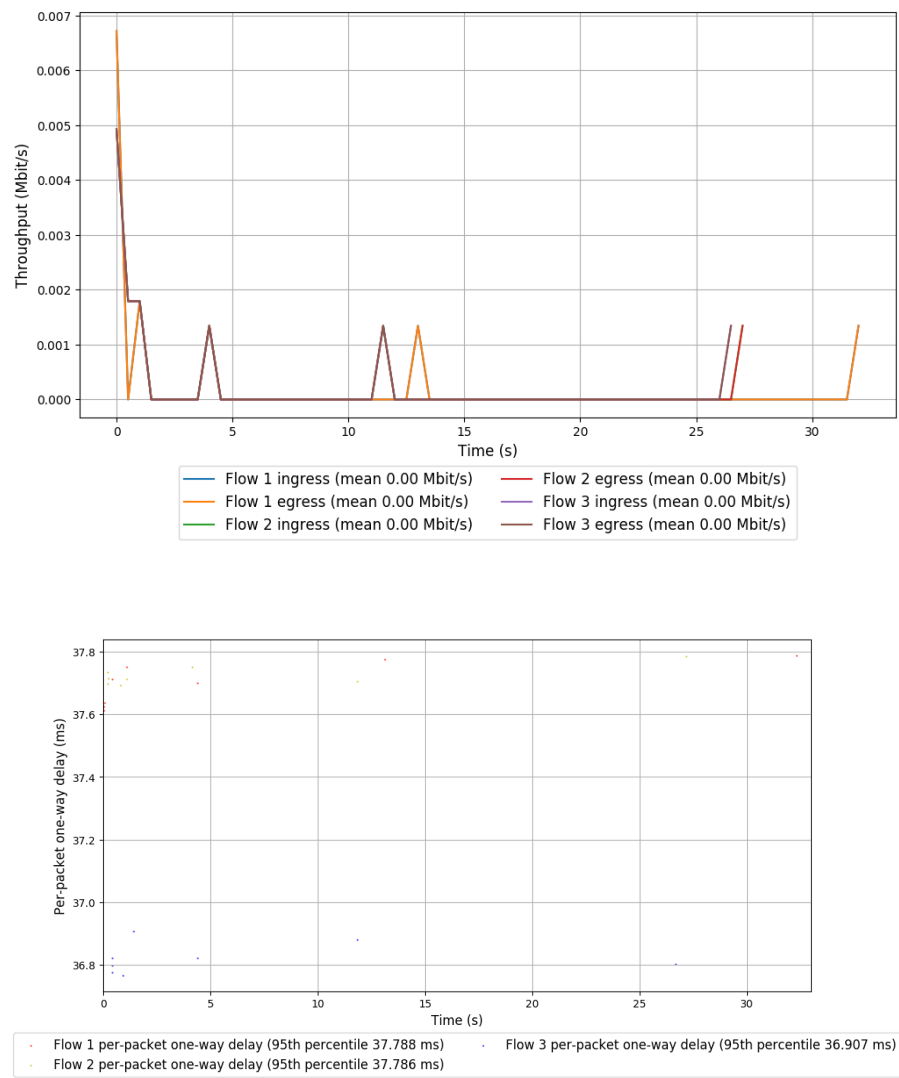 0.007
0.006
0.005
0.004
0.003
0.002
0.001
0.000
Throughput (Mbit/s)
0 5 10 15 20 25 30
Time (s)
Flow 1 ingress (mean 0.00 Mbit/s) Flow 2 egress (mean 0.00 Mbit/s)
Flow 1 egress (mean 0.00 Mbit/s) Flow 3 ingress (mean 0.00 Mbit/s)
Flow 2 ingress (mean 0.00 Mbit/s) Flow 3 egress (mean 0.00 Mbit/s)
37.8
37.6
37.4
37.2
37.0
36.8
Per-packet one-way delay (ms)
0 5 10 15 20 25 30
Time (s)
Flow 1 per-packet one-way delay (95th percentile 37.788 ms) Flow 3 per-packet one-way delay (95th percentile 36.907 ms)
Flow 2 per-packet one-way delay (95th percentile 37.786 ms)